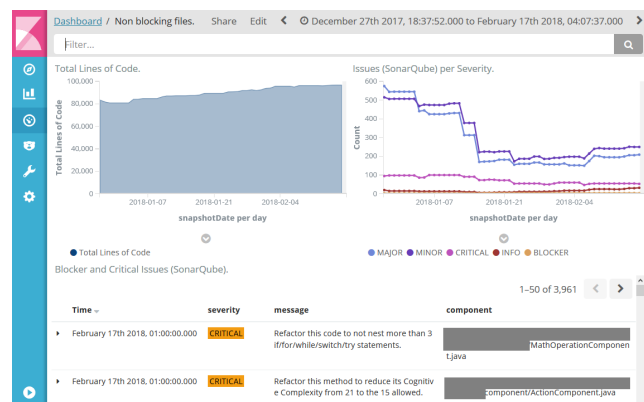 Dashboard / Non blocking files. Share Edit December 27th 2017, 18:37:52.000 to February 17th 2018, 04:07:37.000
Filter...
Total Lines of Code.
100,000
80,000
60,000
40,000
20,000
0
Total Lines of Code
2018-01-07 2018-01-21 2018-02-04
snapshotDate per day
Total Lines of Code
Issues (SonarQube) per Severity.
600
500
400
300
200
100
0
Count
2018-01-07 2018-01-21 2018-02-04
snapshotDate per day
MAJOR MINOR CRITICAL INFO BLOCKER
Blocker and Critical Issues (SonarQube).
1–50 of 3,961
Time severity message component
February 17th 2018, 01:00:00.000 CRITICAL Refactor this code to not nest more than 3
if/for/while/switch/try statements.
/MathOperationComponen
t.java
February 17th 2018, 01:00:00.000 CRITICAL Refactor this method to reduce its Cognitiv
e Complexity from 21 to the 15 allowed.
component/ActionComponent.java